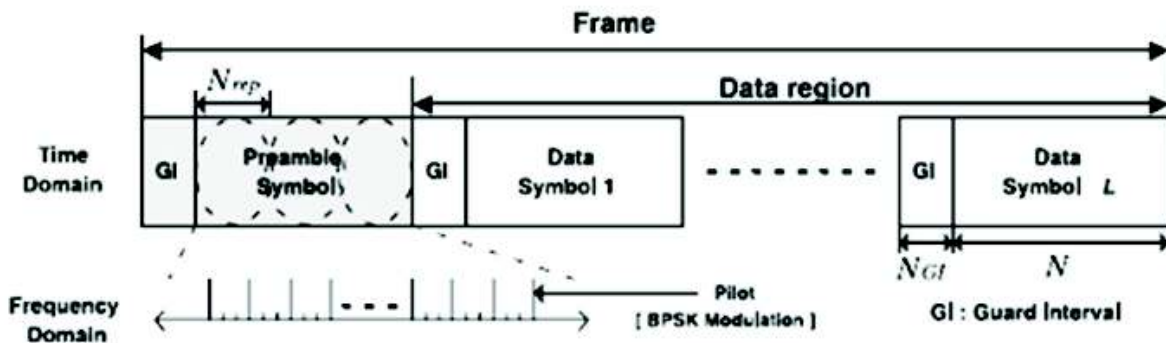 Frame
N_rep
Data region
Time
Domain
GI
Preamble
Symbol
GI
Data
Symbol 1
GI
Data
Symbol L
N_GI
N
Frequency
Domain
Pilot
[ BPSK Modulation ]
GI : Guard Interval